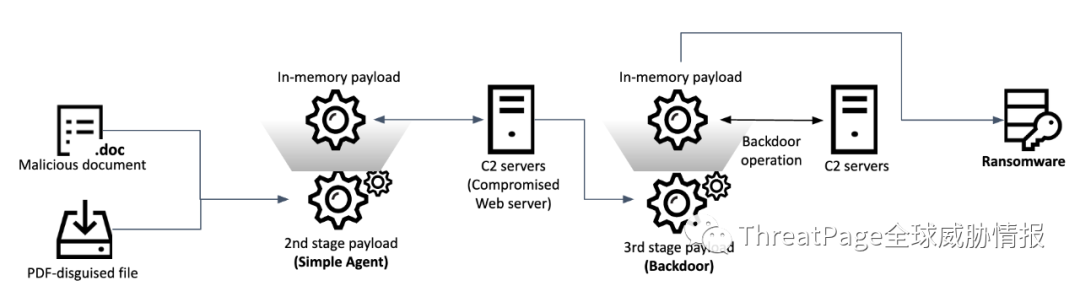 .doc
Malicious document
PDF-disguised file
In-memory payload
2nd stage payload
(Simple Agent)
C2 servers
(Compromised
Web server)
In-memory payload
3rd stage payload
(Backdoor)
Backdoor
operation
C2 servers
Ransomware
ThreatPage全球威胁情报